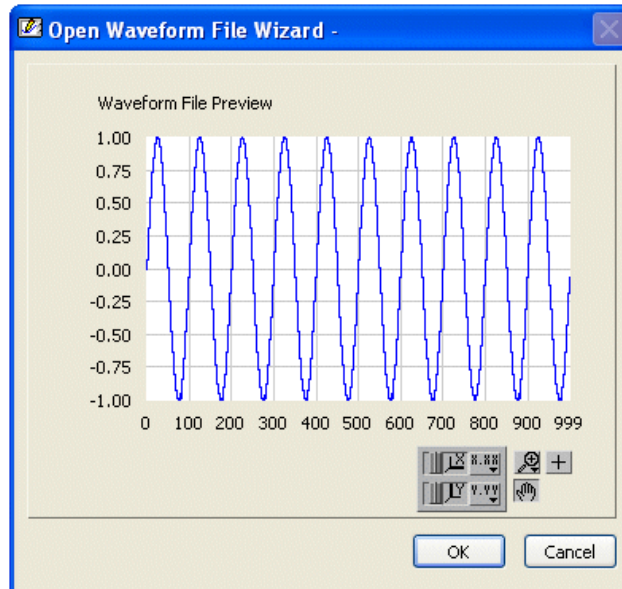 Open Waveform File Wizard -
Waveform File Preview
1.00
0.75
0.50
0.25
0.00
-0.25
-0.50
-0.75
-1.00
0 100 200 300 400 500 600 700 800 900 999
X X.XX
Y Y.YY
OK Cancel